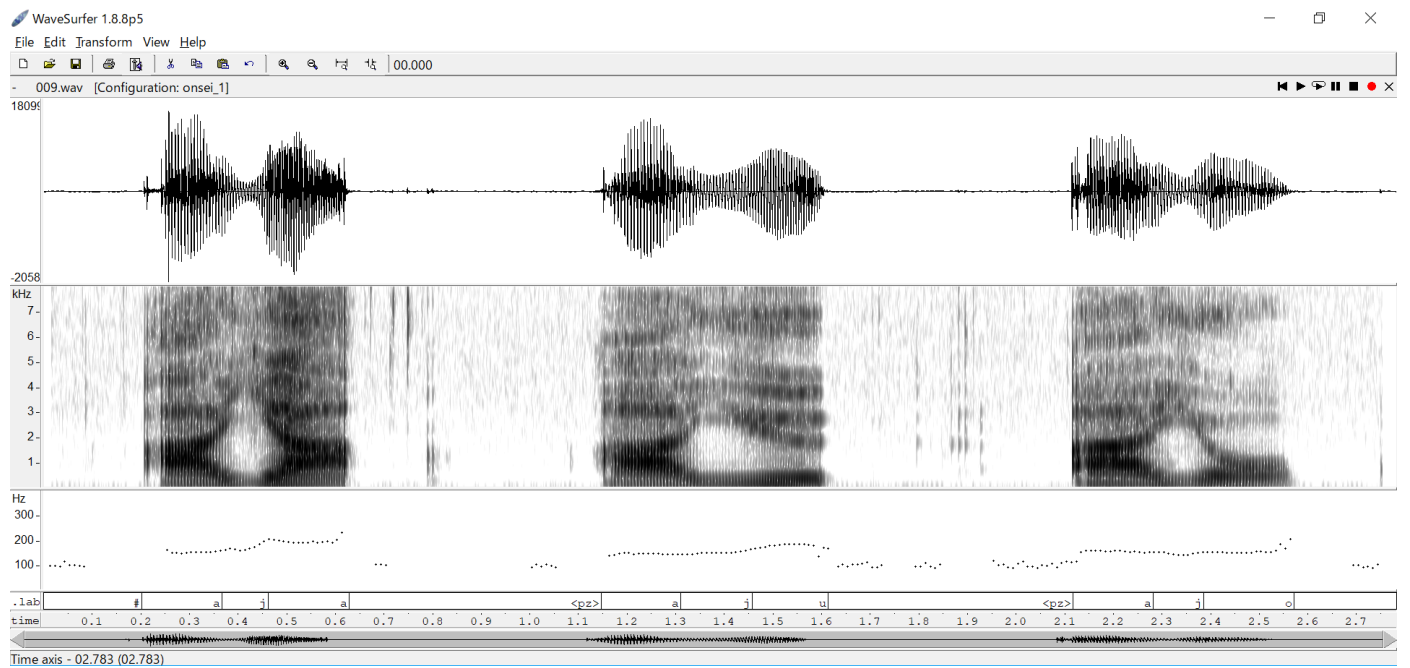 WaveSurfer 1.8.8p5
File Edit Transform View Help
00.000
- 009.wav [Configuration: onsei_1]
18099
-2058
kHz
7
6
5
4
3
2
1
Hz
300
200
100
.lab # a j a <pz> a j u <pz> a j o
time 0.1 0.2 0.3 0.4 0.5 0.6 0.7 0.8 0.9 1.0 1.1 1.2 1.3 1.4 1.5 1.6 1.7 1.8 1.9 2.0 2.1 2.2 2.3 2.4 2.5 2.6 2.7
Time axis - 02.783 (02.783)